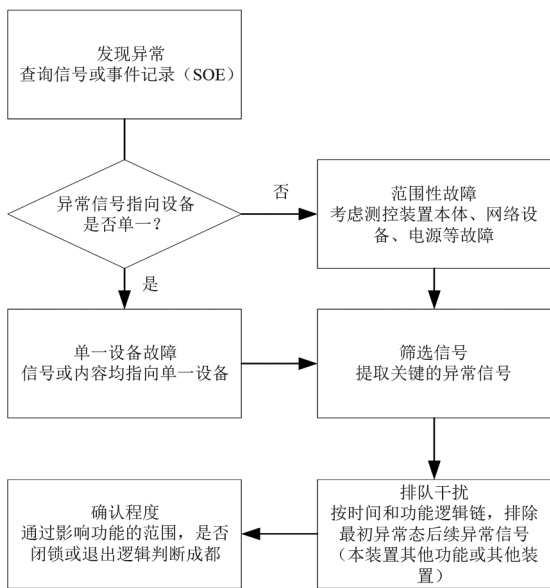 发现异常
查询信号或事件记录（SOE）
异常信号指向设备
是否单一？
否
范围性故障
考虑测控装置本体、网络设
备、电源等故障
是
单一设备故障
信号或内容均指向单一设备
筛选信号
提取关键的异常信号
确认程度
通过影响功能的范围，是否
闭锁或退出逻辑判断成都
排队干扰
按时间和功能逻辑链，排除
最初异常态后续异常信号
（本装置其他功能或其他装
置）